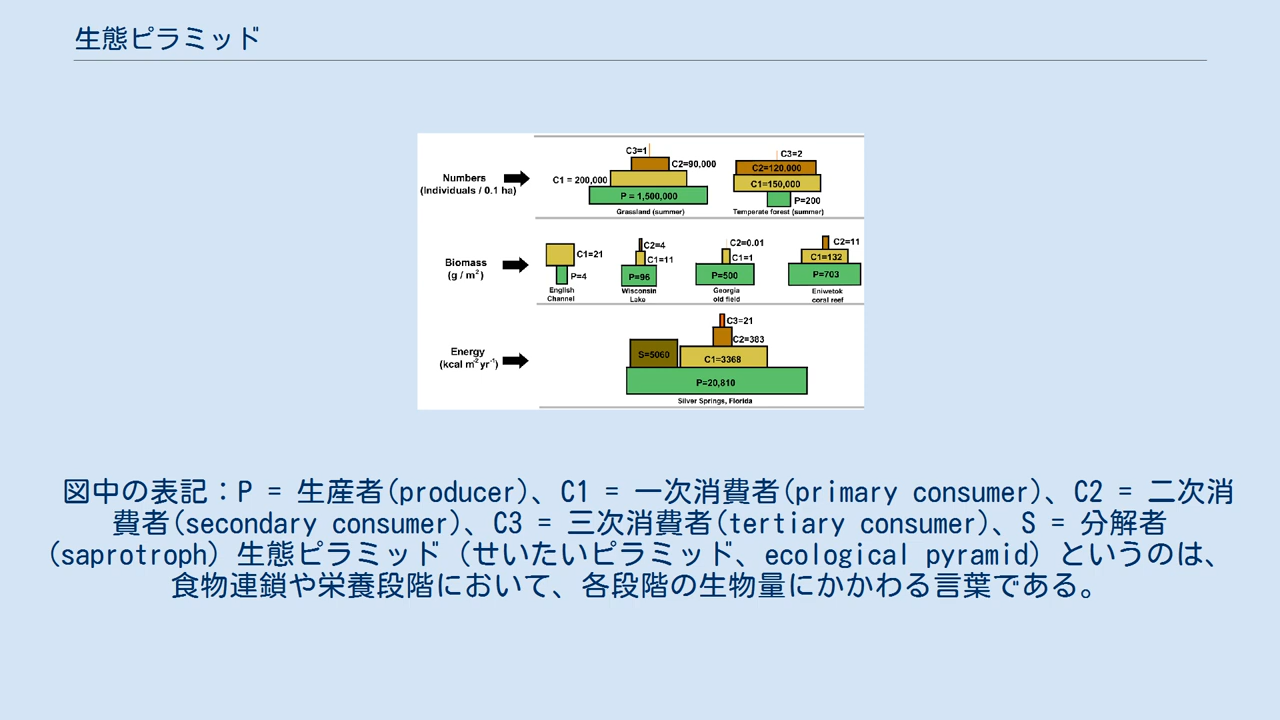 生態ピラミッド
Numbers
(Individuals / 0.1 ha)
C3=1
C2=90,000
C1 = 200,000
P = 1,500,000
Grassland (summer)
C3=2
C2=120,000
C1=150,000
P=200
Temperate forest (summer)
Biomass
(g / m²)
C1=21
P=4
English
Channel
C2=4
C1=11
P=96
Wisconsin
Lake
C2=0.01
C1=1
P=500
Georgia
old field
C2=11
C1=132
P=703
Eniwetok
coral reef
Energy
(kcal m⁻²yr⁻¹)
C3=21
C2=383
S=5060
C1=3368
P=20,810
Silver Springs, Florida
図中の表記：P = 生産者(producer)、C1 = 一次消費者(primary consumer)、C2 = 二次消
費者(secondary consumer)、C3 = 三次消費者(tertiary consumer)、S = 分解者
(saprotroph) 生態ピラミッド（せいたいピラミッド、ecological pyramid）というのは、
食物連鎖や栄養段階において、各段階の生物量にかかわる言葉である。